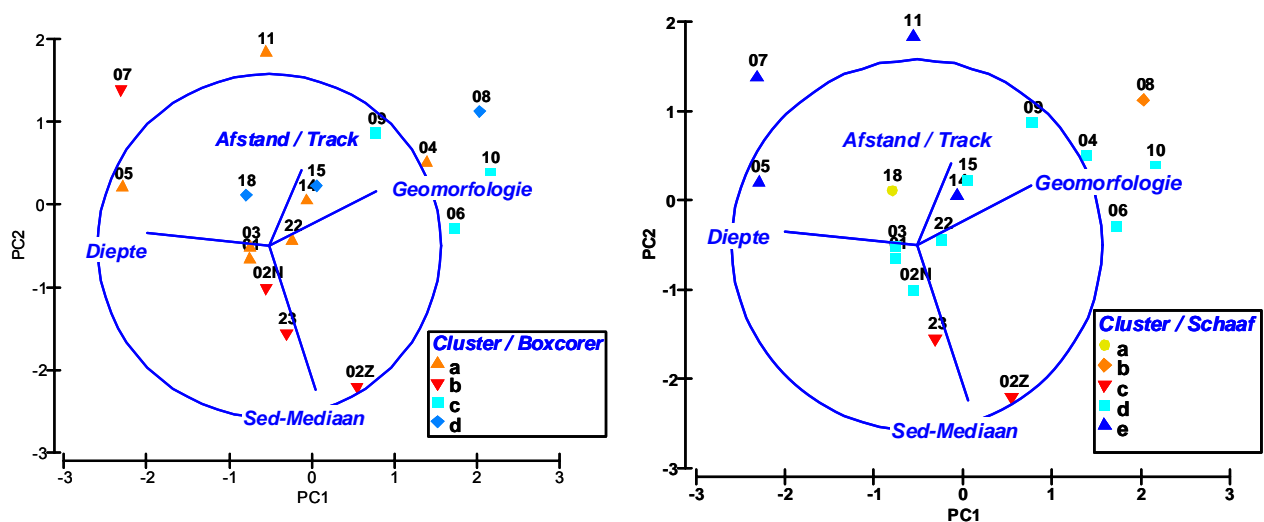 2
1
0
-1
-2
-3
PC2
-3
-2
-1
0
1
2
3
PC1
11
07
08
09
Afstand / Track
04
10
05
18
15
14
Geomorfologie
06
22
03
01
Diepte
02N
23
02Z
Sed-Mediaan
Cluster / Boxcorer
a
b
c
d
2
1
0
-1
-2
-3
PC2
-3
-2
-1
0
1
2
3
PC1
11
07
08
09
Afstand / Track
04
10
05
18
15
14
Geomorfologie
06
22
03
01
Diepte
02N
23
02Z
Sed-Mediaan
Cluster / Schaaf
a
b
c
d
e